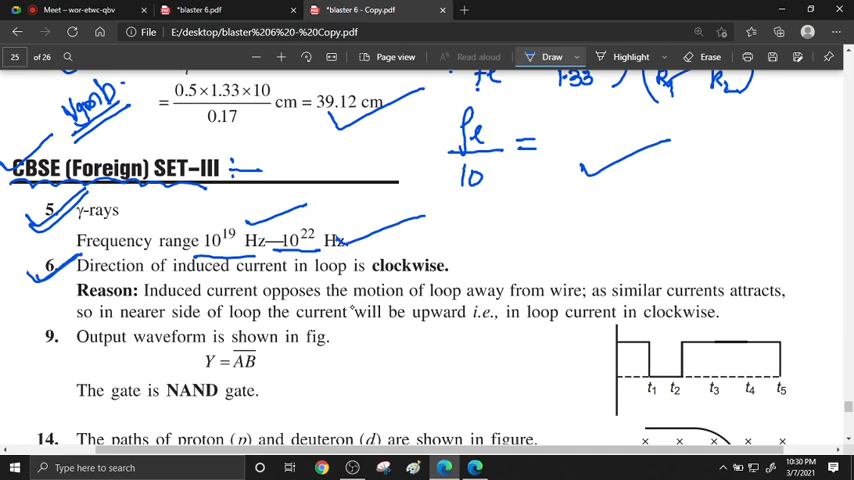 Meet – wor-etwc-qbv
*blaster 6.pdf
*blaster 6 - Copy.pdf
File E:/desktop/blaster%206%20-%20Copy.pdf
25 of 26 Page view Read aloud Draw Highlight Erase
= 0.5×1.33×10 / 0.17 cm = 39.12 cm
fe 1.33
fe / 10 =
CBSE (Foreign) SET–III
5. γ-rays
Frequency range 10^19 Hz—10^22 Hz.
6. Direction of induced current in loop is clockwise.
Reason: Induced current opposes the motion of loop away from wire; as similar currents attracts,
so in nearer side of loop the current will be upward i.e., in loop current in clockwise.
9. Output waveform is shown in fig.
Y = \overline{AB}
The gate is NAND gate.
t1 t2 t3 t4 t5
14. The paths of proton (p) and deuteron (d) are shown in figure.
× × × × ×
Type here to search
10:30 PM
3/7/2021